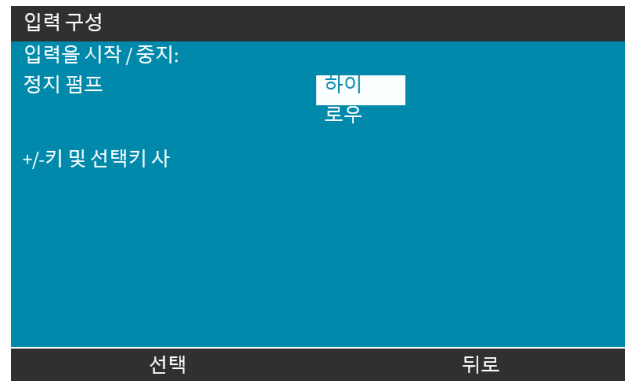 입력 구성
입력을 시작 / 중지:
정지 펌프 하이
로우
+/-키 및 선택키 사
선택 뒤로